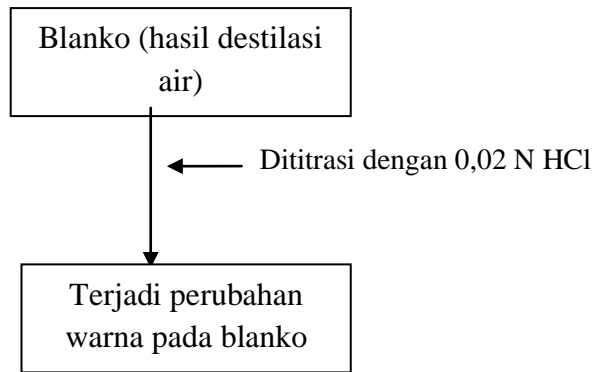 Blanko (hasil destilasi
air)
Dititrasi dengan 0,02 N HCl
Terjadi perubahan
warna pada blanko